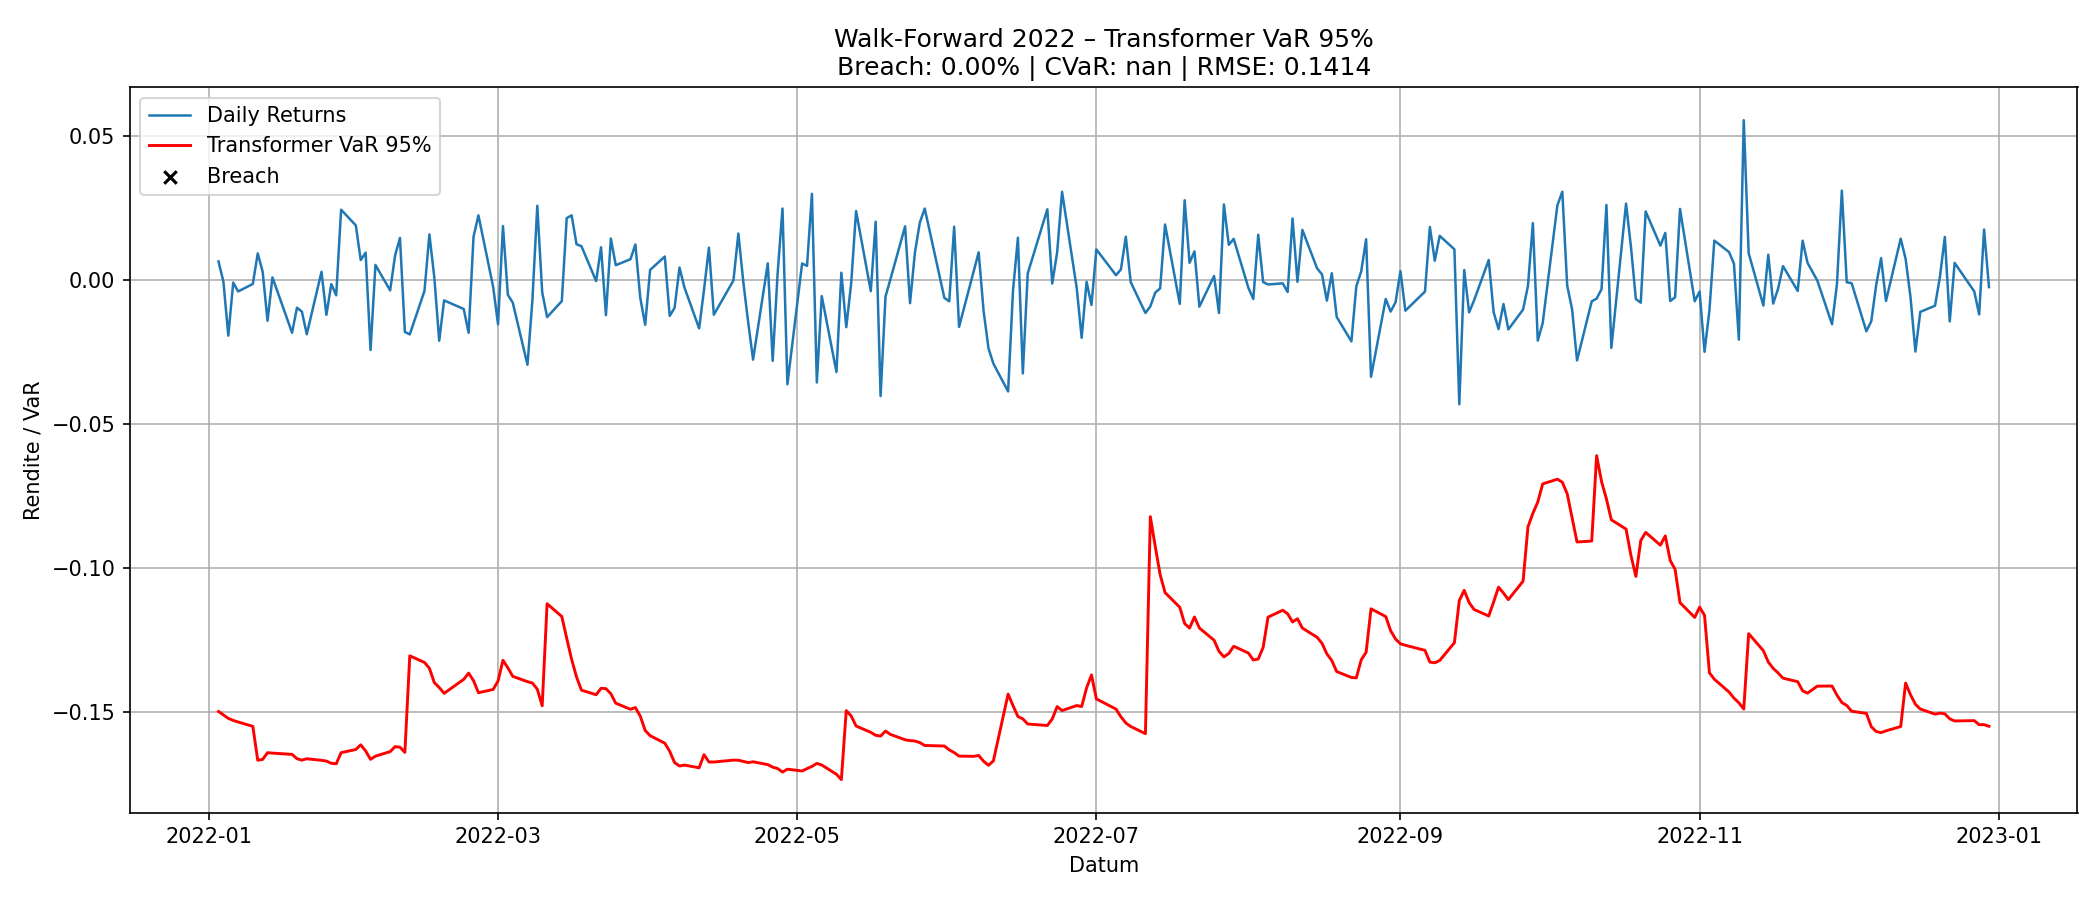 Walk-Forward 2022 – Transformer VaR 95%
Breach: 0.00% | CVaR: nan | RMSE: 0.1414
Daily Returns
Transformer VaR 95%
Breach
0.05
0.00
−0.05
−0.10
−0.15
Rendite / VaR
2022-01
2022-03
2022-05
2022-07
2022-09
2022-11
2023-01
Datum